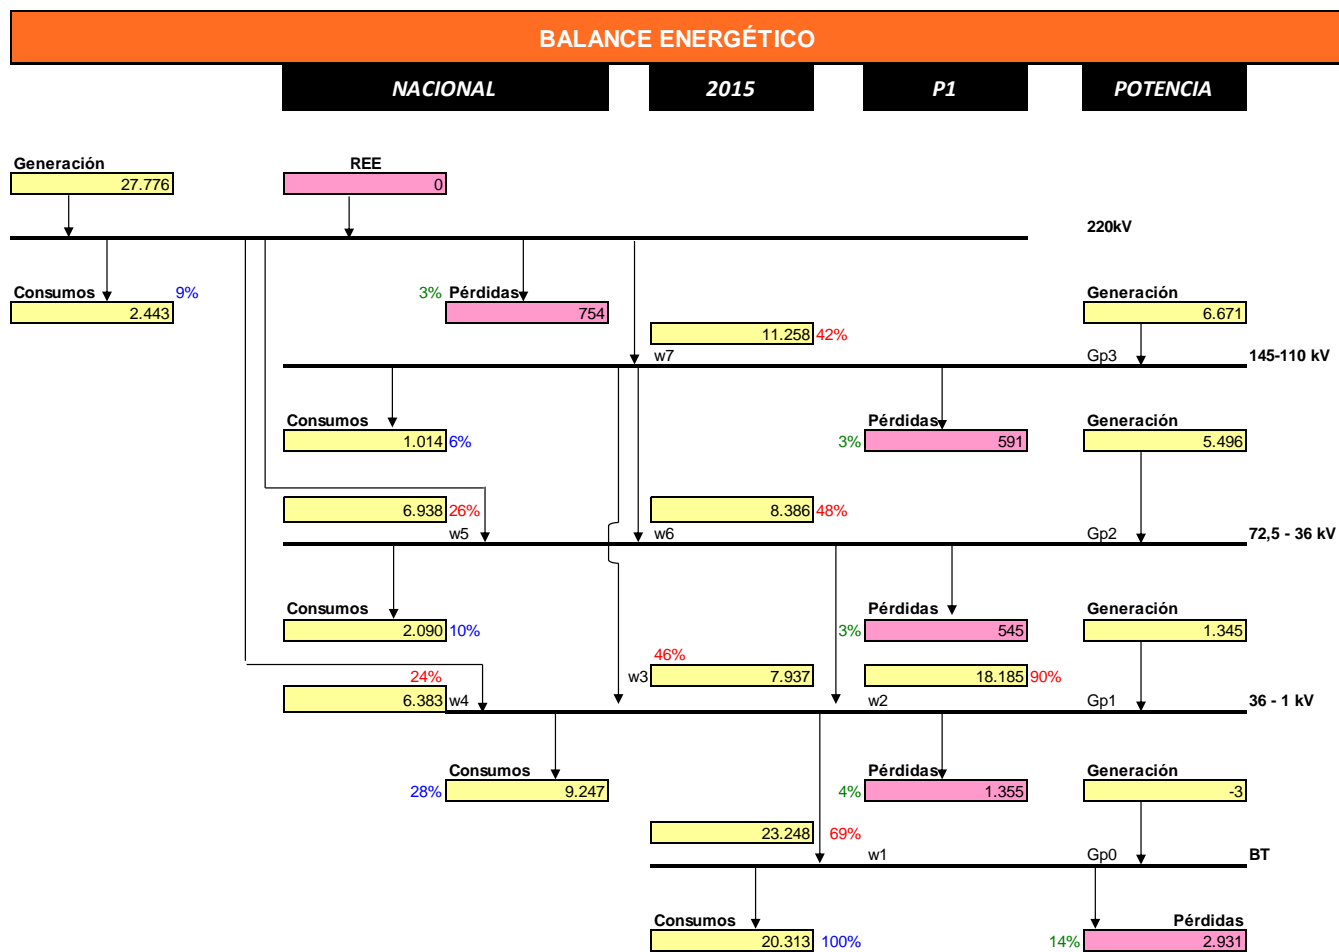 BALANCE ENERGÉTICO
NACIONAL 2015 P1 POTENCIA
Generación REE
27.776 0
220kV
Consumos 9% 3% Pérdidas Generación
2.443 754 6.671
11.258 42%
w7 Gp3 145-110 kV
Consumos Pérdidas Generación
1.014 6% 3% 591 5.496
6.938 26% 8.386 48%
w5 w6 Gp2 72,5 - 36 kV
Consumos Pérdidas Generación
2.090 10% 3% 545 1.345
46%
24% w3 7.937 18.185 90%
6.383 w4 w2 Gp1 36 - 1 kV
Consumos Pérdidas Generación
28% 9.247 4% 1.355 -3
23.248 69%
w1 Gp0 BT
Consumos Pérdidas
20.313 100% 14% 2.931